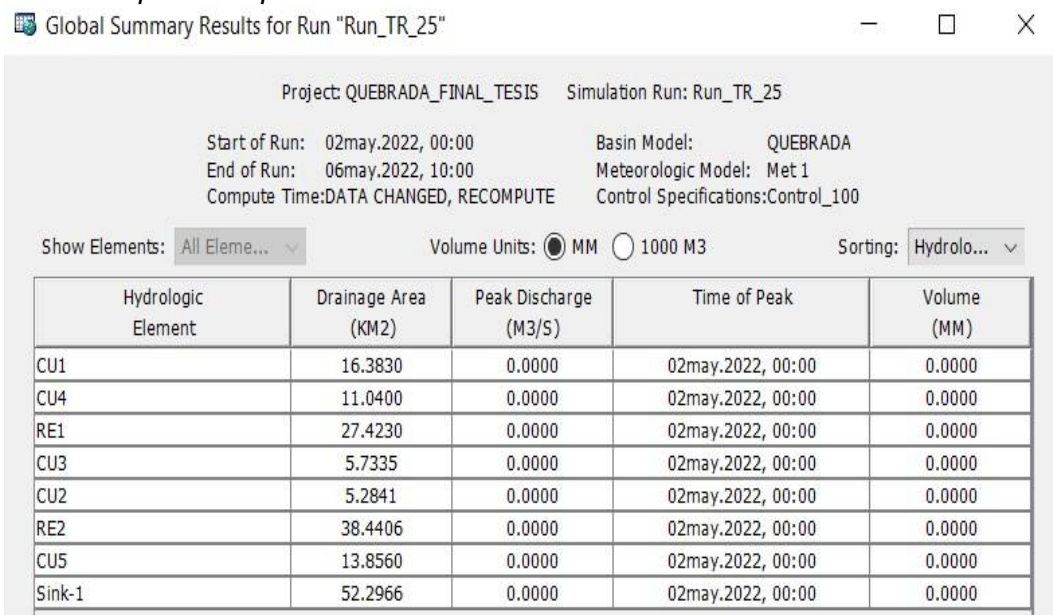 Global Summary Results for Run "Run_TR_25"
Project: QUEBRADA_FINAL_TESIS Simulation Run: Run_TR_25
Start of Run: 02may.2022, 00:00 Basin Model: QUEBRADA
End of Run: 06may.2022, 10:00 Meteorologic Model: Met 1
Compute Time:DATA CHANGED, RECOMPUTE Control Specifications:Control_100
Show Elements: All Eleme... Volume Units: MM 1000 M3 Sorting: Hydrolo...
Hydrologic Drainage Area Peak Discharge Time of Peak Volume
Element (KM2) (M3/S) (MM)
CU1 16.3830 0.0000 02may.2022, 00:00 0.0000
CU4 11.0400 0.0000 02may.2022, 00:00 0.0000
RE1 27.4230 0.0000 02may.2022, 00:00 0.0000
CU3 5.7335 0.0000 02may.2022, 00:00 0.0000
CU2 5.2841 0.0000 02may.2022, 00:00 0.0000
RE2 38.4406 0.0000 02may.2022, 00:00 0.0000
CU5 13.8560 0.0000 02may.2022, 00:00 0.0000
Sink-1 52.2966 0.0000 02may.2022, 00:00 0.0000